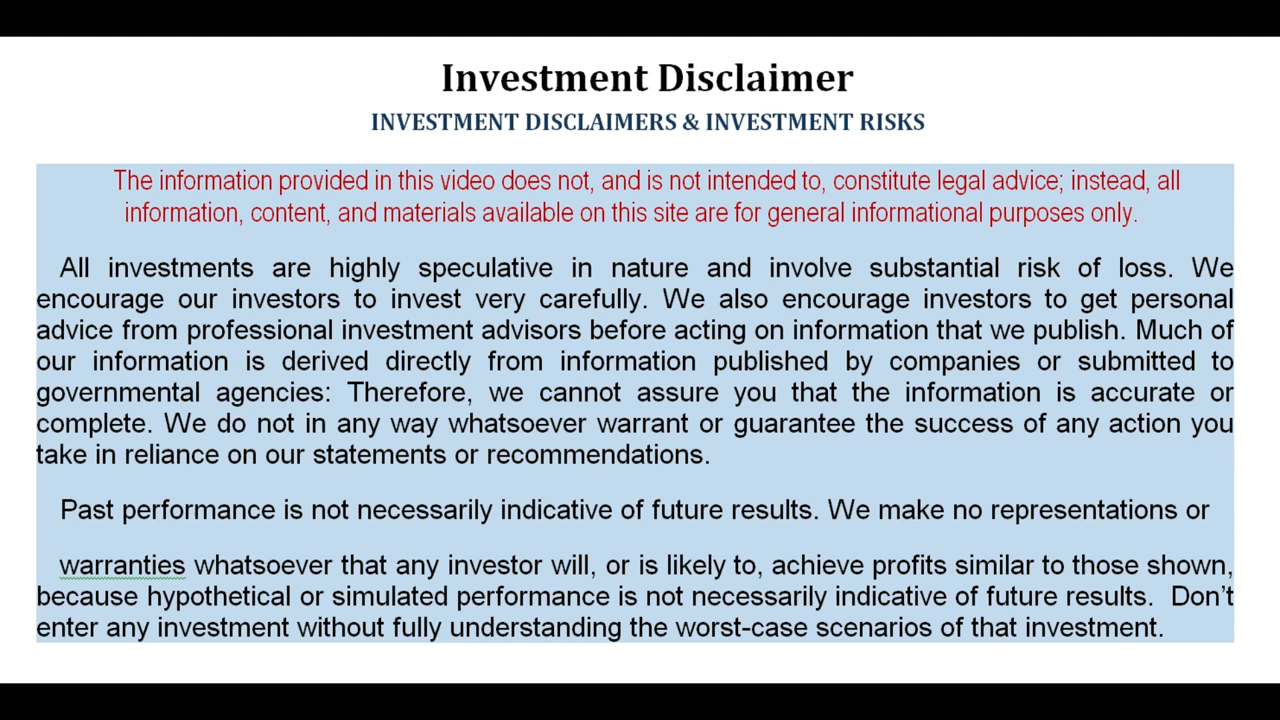 Investment Disclaimer
INVESTMENT DISCLAIMERS & INVESTMENT RISKS
The information provided in this video does not, and is not intended to, constitute legal advice; instead, all
information, content, and materials available on this site are for general informational purposes only.
All investments are highly speculative in nature and involve substantial risk of loss. We
encourage our investors to invest very carefully. We also encourage investors to get personal
advice from professional investment advisors before acting on information that we publish. Much of
our information is derived directly from information published by companies or submitted to
governmental agencies: Therefore, we cannot assure you that the information is accurate or
complete. We do not in any way whatsoever warrant or guarantee the success of any action you
take in reliance on our statements or recommendations.
Past performance is not necessarily indicative of future results. We make no representations or
warranties whatsoever that any investor will, or is likely to, achieve profits similar to those shown,
because hypothetical or simulated performance is not necessarily indicative of future results. Don’t
enter any investment without fully understanding the worst-case scenarios of that investment.